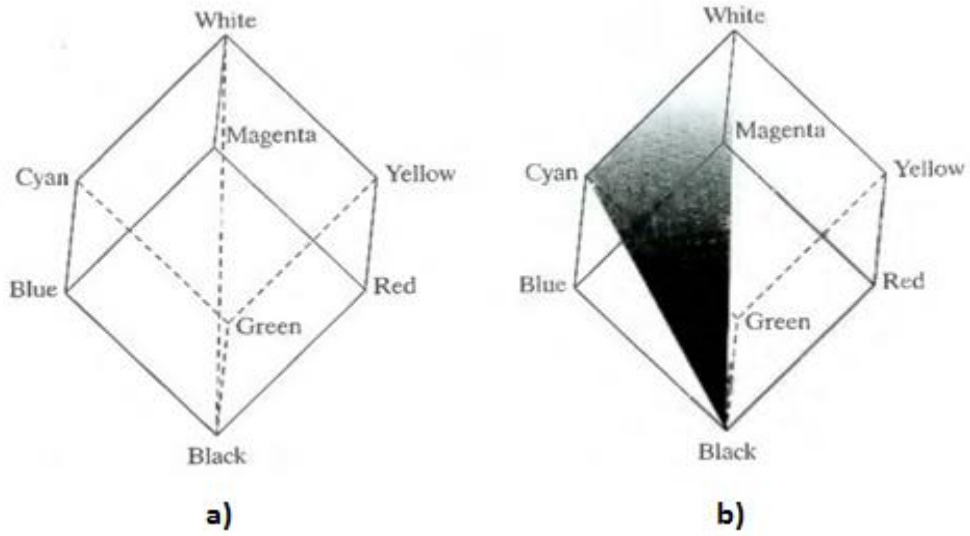 White
Magenta
Cyan
Yellow
Blue
Red
Green
Black
a)
White
Magenta
Cyan
Yellow
Blue
Red
Green
Black
b)